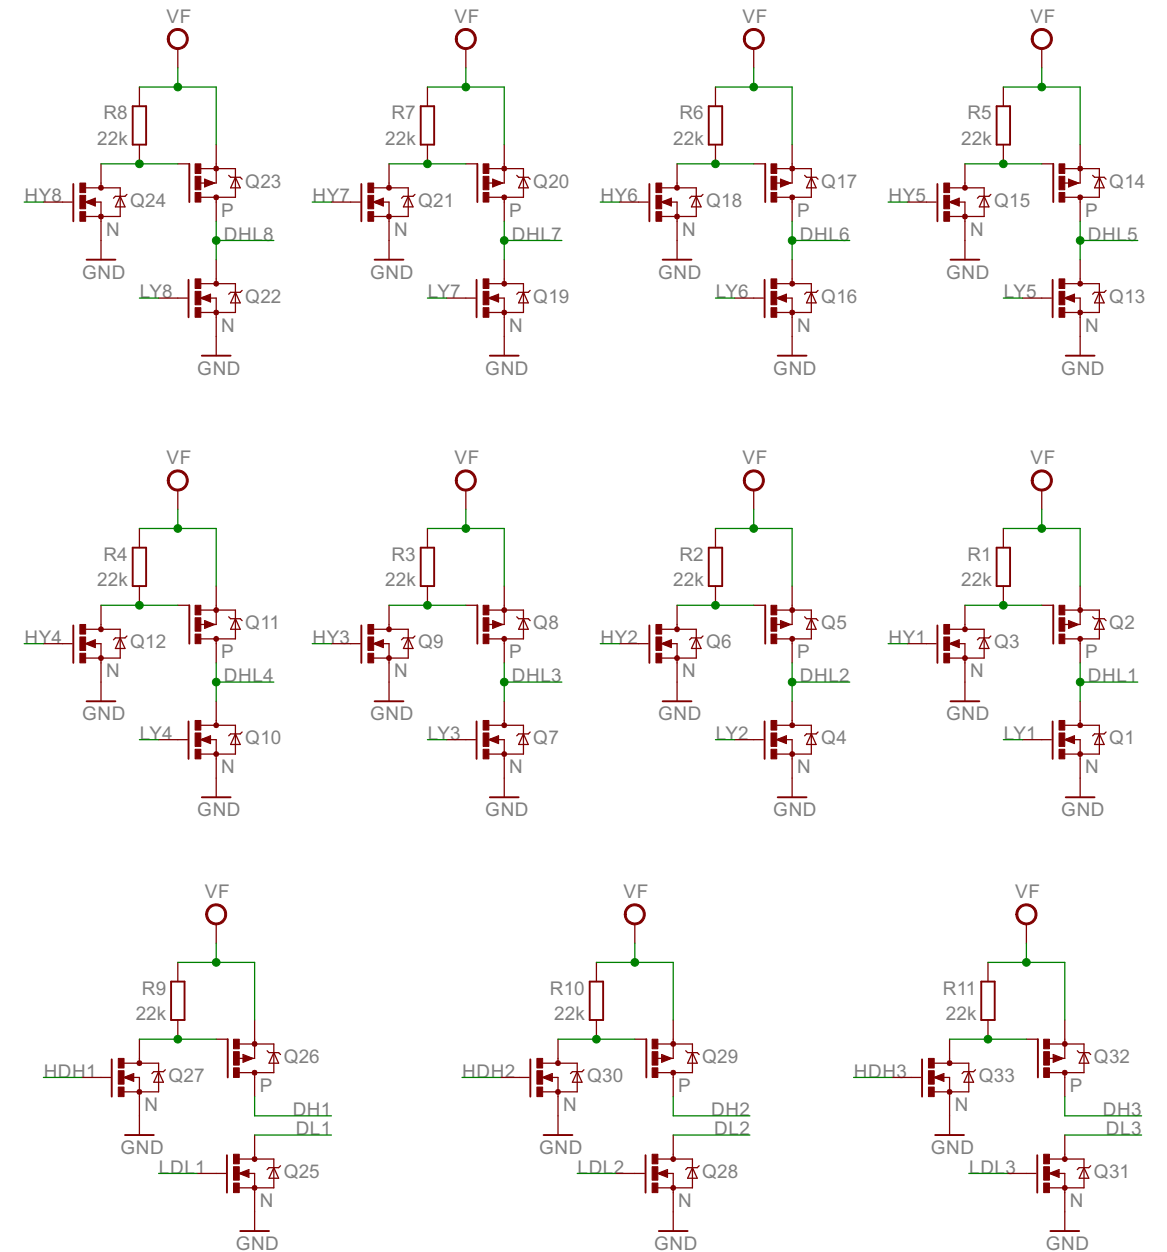 VF VF VF VF
R8 R7 R6 R5
22k 22k 22k 22k
HY8 Q24 Q23 HY7 Q21 Q20 HY6 Q18 Q17 HY5 Q15 Q14
N P N P N P N P
DHL8 DHL7 DHL6 DHL5
GND GND GND GND
LY8 Q22 LY7 Q19 LY6 Q16 LY5 Q13
N N N N
GND GND GND GND
VF VF VF VF
R4 R3 R2 R1
22k 22k 22k 22k
HY4 Q12 Q11 HY3 Q9 Q8 HY2 Q6 Q5 HY1 Q3 Q2
N P N P N P N P
DHL4 DHL3 DHL2 DHL1
GND GND GND GND
LY4 Q10 LY3 Q7 LY2 Q4 LY1 Q1
N N N N
GND GND GND GND
VF VF VF
R9 R10 R11
22k 22k 22k
HDH1 Q27 Q26 HDH2 Q30 Q29 HDH3 Q33 Q32
N P N P N P
DH1 DH2 DH3
GND DL1 GND DL2 GND DL3
LDL1 Q25 LDL2 Q28 LDL3 Q31
N N N
GND GND GND